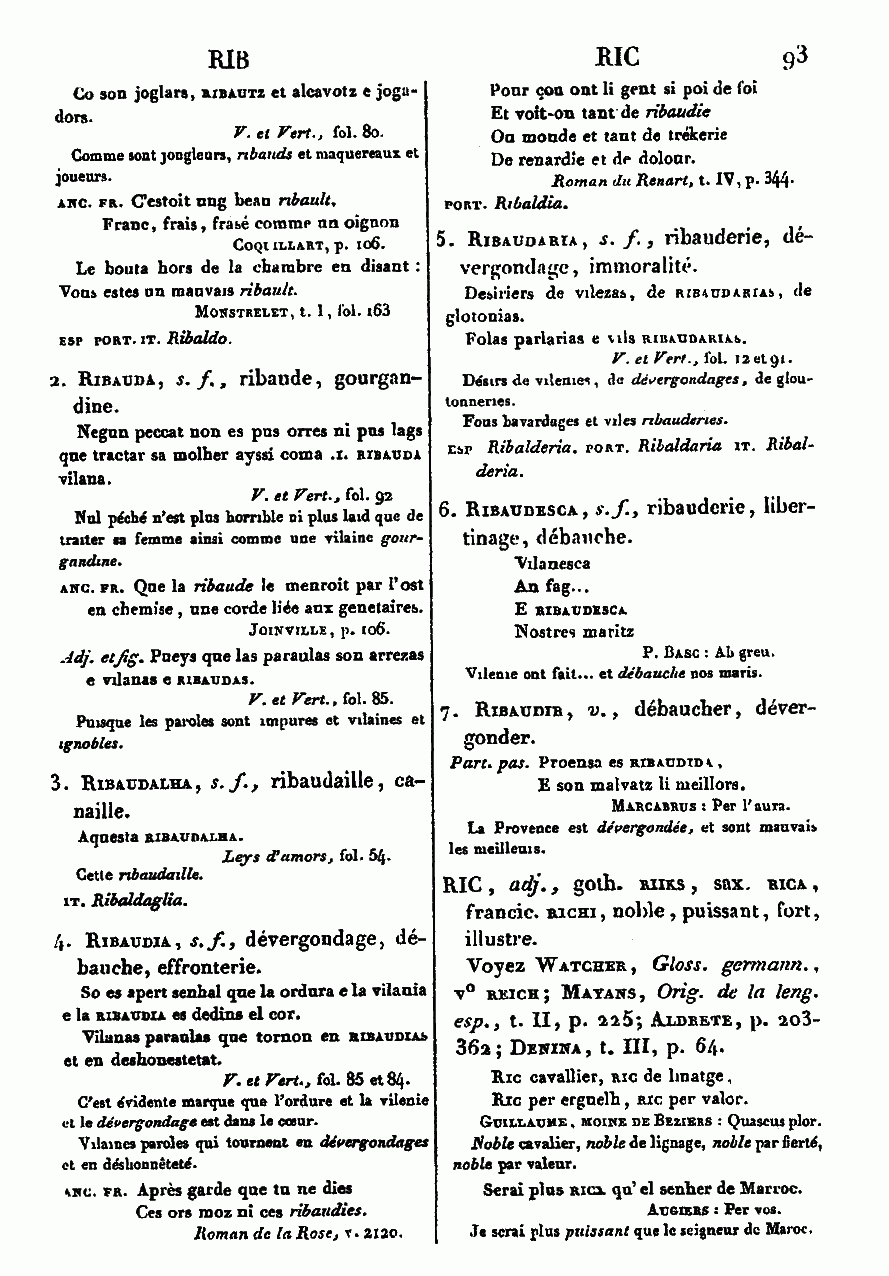 RIB
RIC
93
Co son joglars, RIBAUTZ et alcavotz e joga-
dors.
V. et Vert., fol. 80.
Comme sont jongleurs, ribauds et maquereaux et
joueurs.
ANC. FR. C'estoit ung beau ribault,
Franc, frais, frasé comme un oignon
COQUILLART, p. 106.
Le bouta hors de la chambre en disant :
Vous estes un mauvais ribault.
MONSTRELET, t. I, fol. 163
ESP PORT. IT. Ribaldo.
2. RIBAUDA, s. f., ribaude, gourgan-
dine.
Negun peccat non es pus orres ni pus lags
que tractar sa molher ayssi coma .I. RIBAUDA
vilana.
V. et Vert., fol. 92
Nul péché n'est plus horrible ni plus laid que de
traiter sa femme ainsi comme une vilaine gour-
gandine.
ANC. FR. Que la ribaude le menroit par l'ost
en chemise, une corde liée aux genetaires.
JOINVILLE, p. 106.
Adj. et fig. Pueys que las paraulas son arrezas
e vilanas e RIBAUDAS.
V. et Vert., fol. 85.
Puisque les paroles sont impures et vilaines et
ignobles.
3. RIBAUDALHA, s. f., ribaudaille, ca-
naille.
Aquesta RIBAUDALHA.
Leys d'amors, fol. 54.
Cette ribaudaille.
IT. Ribaldaglia.
4. RIBAUDIA, s. f., dévergondage, dé-
bauche, effronterie.
So es apert senhal que la ordura e la vilania
e la RIBAUDIA es dedins el cor.
Vilanas paraulas que tornon en RIBAUDIAS
et en deshonestetat.
V. et Vert., fol. 85 et 84.
C'est évidente marque que l'ordure et la vilenie
et le dévergondage est dans le cœur.
Vilaines paroles qui tournent en dévergondages
et en déshonnêteté.
ANC. FR. Après garde que tu ne dies
Ces ors moz ni ces ribaudies.
Roman de la Rose, v. 2120.
Pour çou ont li gent si poi de foi
Et voit-on tant de ribaudie
Ou monde et tant de trékerie
De renardie et de dolour.
Roman du Renart, t. IV, p. 344.
PORT. Ribaldia.
5. RIBAUDARIA, s. f., ribauderie, dé-
vergondage, immoralité.
Desiriers de vilezas, de RIBAUDARIAS, de
glotonias.
Folas parlarias e vils RIBAUDARIAS.
V. et Vert., fol. 12 et 91.
Désirs de vilenies, de dévergondages, de glou-
tonneries.
Fous bavardages et viles ribauderies.
ESP Ribalderia. PORT. Ribaldaria IT. Ribal-
deria.
6. RIBAUDESCA, s. f., ribauderie, liber-
tinage, débauche.
Vilanesca
An fag...
E RIBAUDESCA
Nostres maritz
P. BASC : Ab greu.
Vilenie ont fait... et débauche nos maris.
7. RIBAUDIR, v., débaucher, déver-
gonder.
Part. pas. Proensa es RIBAUDIDA,
E son malvatz li meillors.
MARCABRUS : Per l'aura.
La Provence est dévergondée, et sont mauvais
les meilleurs.
RIC, adj., goth. RIIKS, sax. RICA,
francic. RICHI, noble, puissant, fort,
illustre.
Voyez WATCHER, Gloss. germann.,
v° REICH; MAYANS, Orig. de la leng.
esp., t. II, p. 225; ALDRETE, p. 203-
362; DENINA, t. III, p. 64.
RIC cavallier, RIC de linatge,
RIC per erguelh, RIC per valor.
GUILLAUME, MOINE DE BEZIERS : Quascus plor.
Noble cavalier, noble de lignage, noble par fierté,
noble par valeur.
Serai plus RICX qu'el senher de Marroc.
AUGIERS : Per vos.
Je serai plus puissant que le seigneur de Maroc.